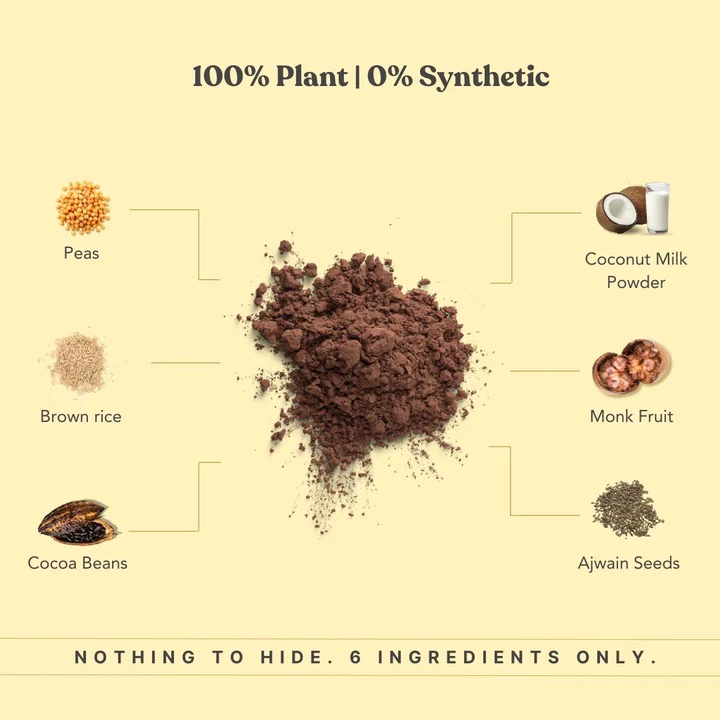 100% Plant | 0% Synthetic
Peas
Coconut Milk
Powder
Brown rice
Monk Fruit
Cocoa Beans
Ajwain Seeds
NOTHING TO HIDE. 6 INGREDIENTS ONLY.